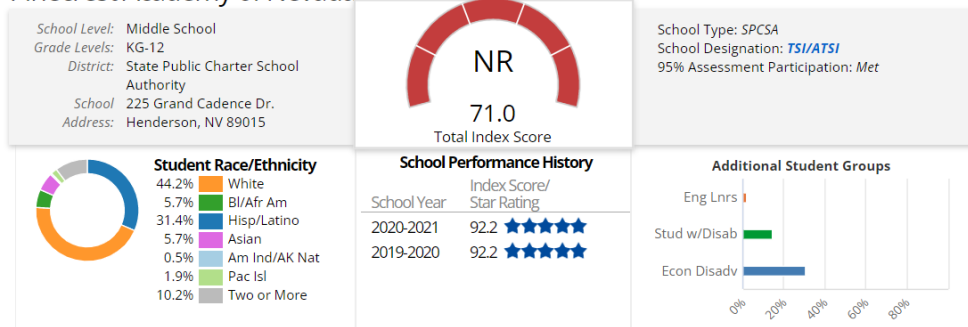 School Level: Middle School
Grade Levels: KG-12
District: State Public Charter School
Authority
School 225 Grand Cadence Dr.
Address: Henderson, NV 89015
NR
71.0
Total Index Score
School Type: SPCSA
School Designation: TSI/ATSI
95% Assessment Participation: Met
Student Race/Ethnicity
44.2% White
5.7% Bl/Afr Am
31.4% Hisp/Latino
5.7% Asian
0.5% Am Ind/AK Nat
1.9% Pac Isl
10.2% Two or More
School Performance History
Index Score/
School Year Star Rating
2020-2021 92.2
2019-2020 92.2
Additional Student Groups
Eng Lnrs
Stud w/Disab
Econ Disadv
0% 20% 40% 60% 80%